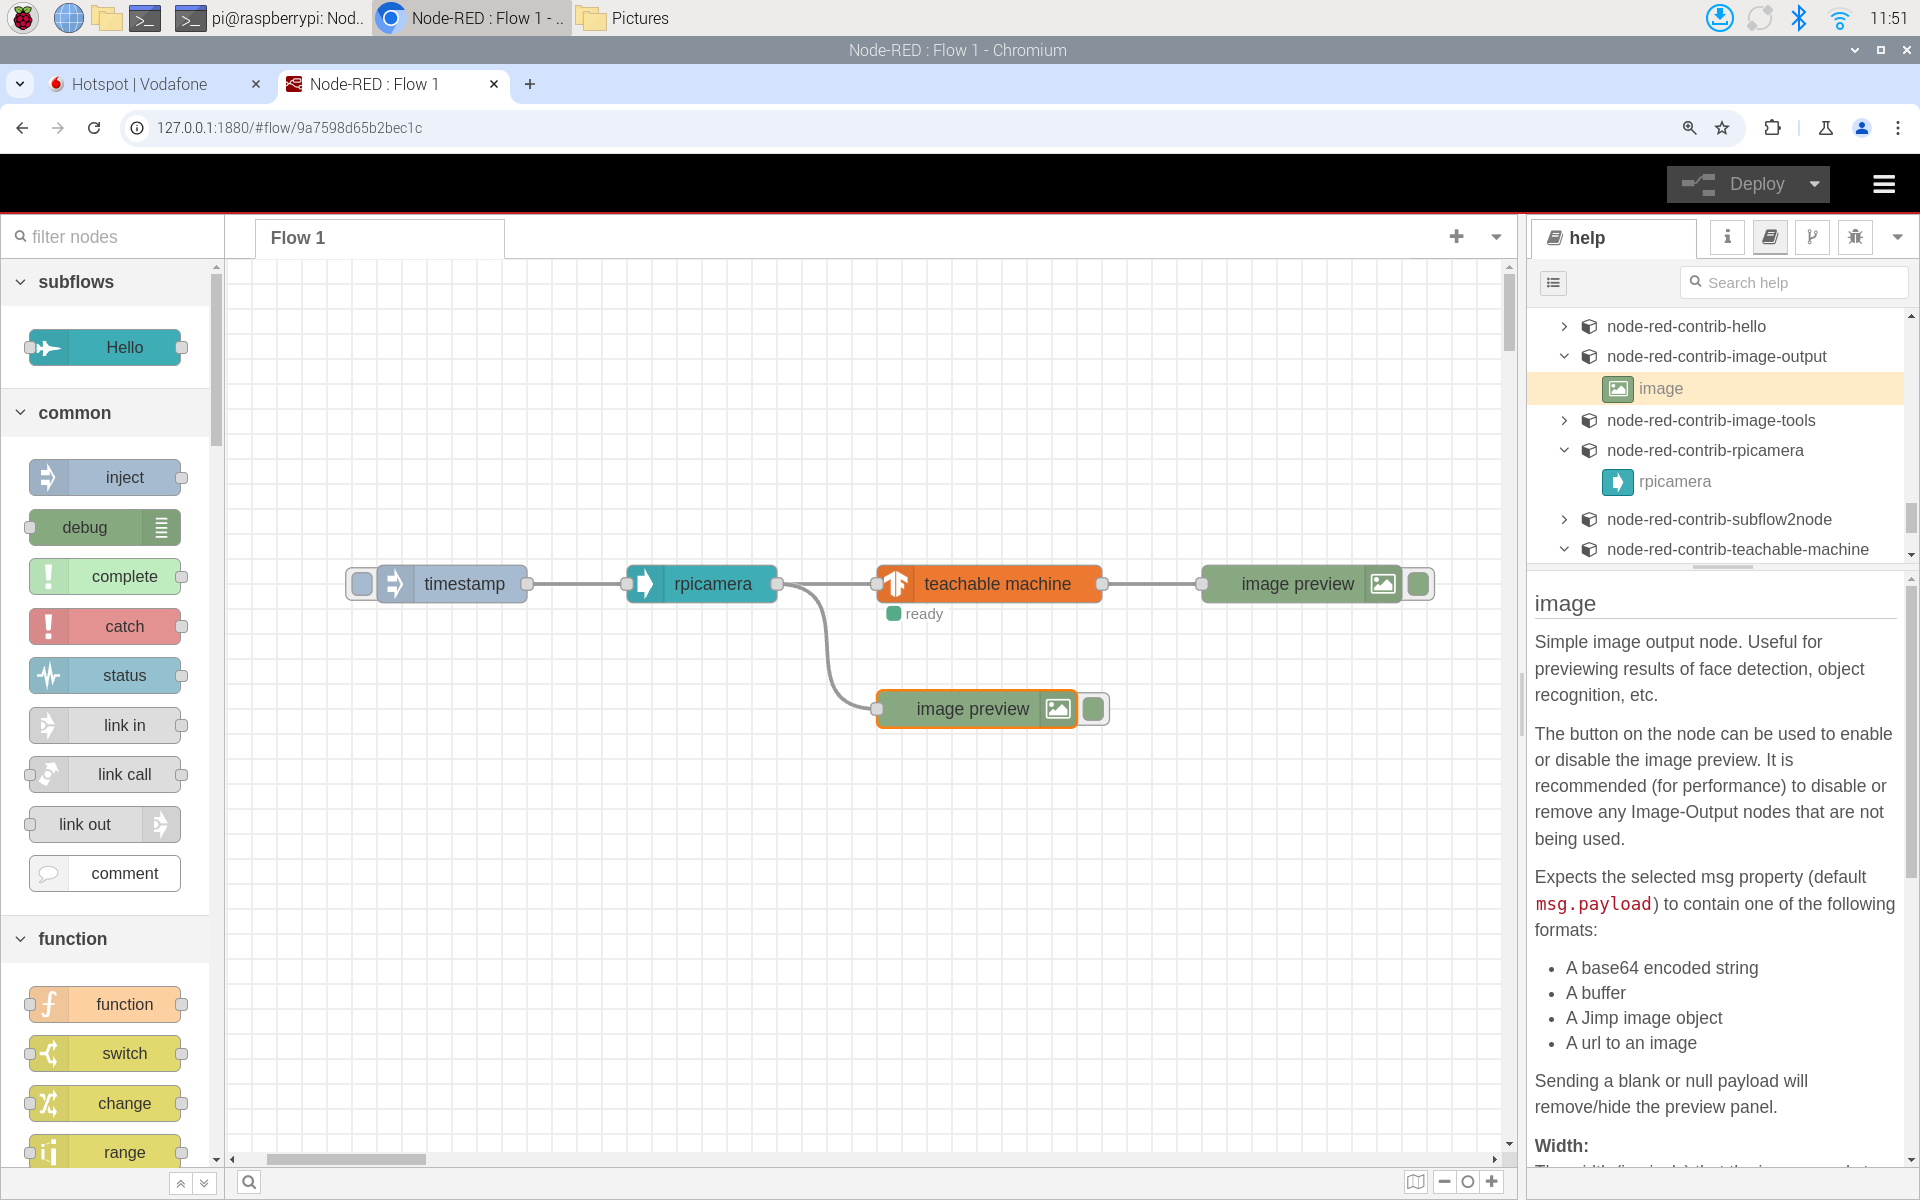 pi@raspberrypi: Nod..
Node-RED : Flow 1 - ..
Pictures
11:51
Node-RED : Flow 1 - Chromium
Hotspot | Vodafone
Node-RED : Flow 1
127.0.0.1:1880/#flow/9a7598d65b2bec1c
Deploy
filter nodes
subflows
Hello
common
inject
debug
complete
catch
status
link in
link call
link out
comment
function
function
switch
change
range
Flow 1
timestamp
rpicamera
teachable machine
ready
image preview
image preview
help
Search help
node-red-contrib-hello
node-red-contrib-image-output
image
node-red-contrib-image-tools
node-red-contrib-rpicamera
rpicamera
node-red-contrib-subflow2node
node-red-contrib-teachable-machine
image
Simple image output node. Useful for
previewing results of face detection, object
recognition, etc.
The button on the node can be used to enable
or disable the image preview. It is
recommended (for performance) to disable or
remove any Image-Output nodes that are not
being used.
Expects the selected msg property (default
msg.payload) to contain one of the following
formats:
• A base64 encoded string
• A buffer
• A Jimp image object
• A url to an image
Sending a blank or null payload will
remove/hide the preview panel.
Width: